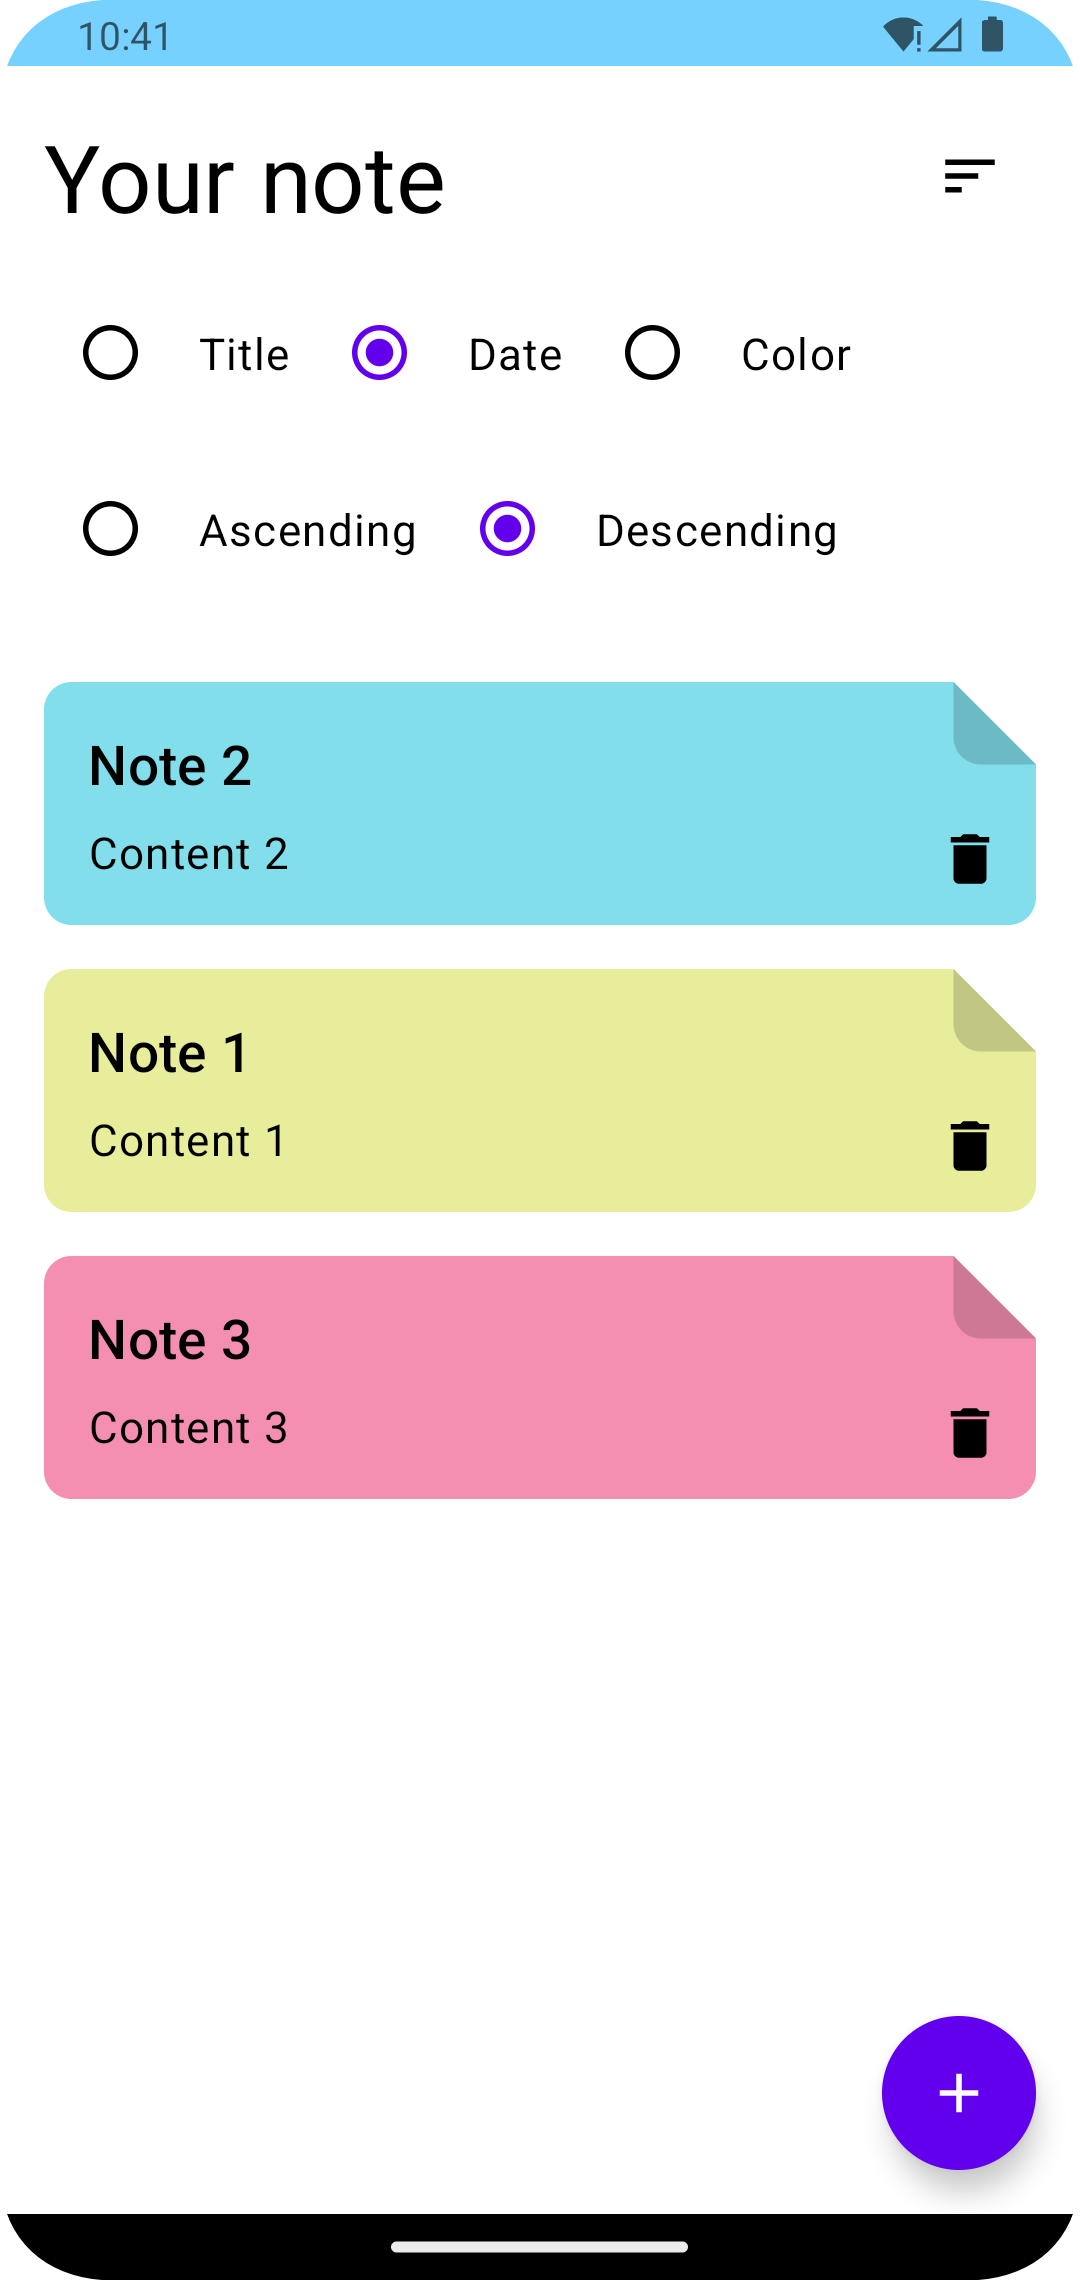 10:41
Your note
Title Date Color
Ascending Descending
Note 2
Content 2
Note 1
Content 1
Note 3
Content 3